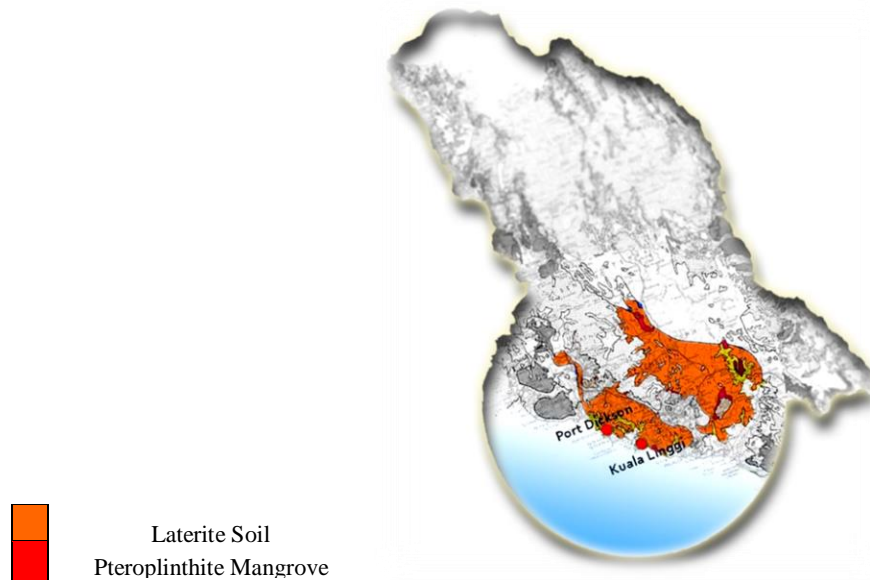 Port Dickson
Kuala Linggi
Laterite Soil
Pteroplinthite Mangrove